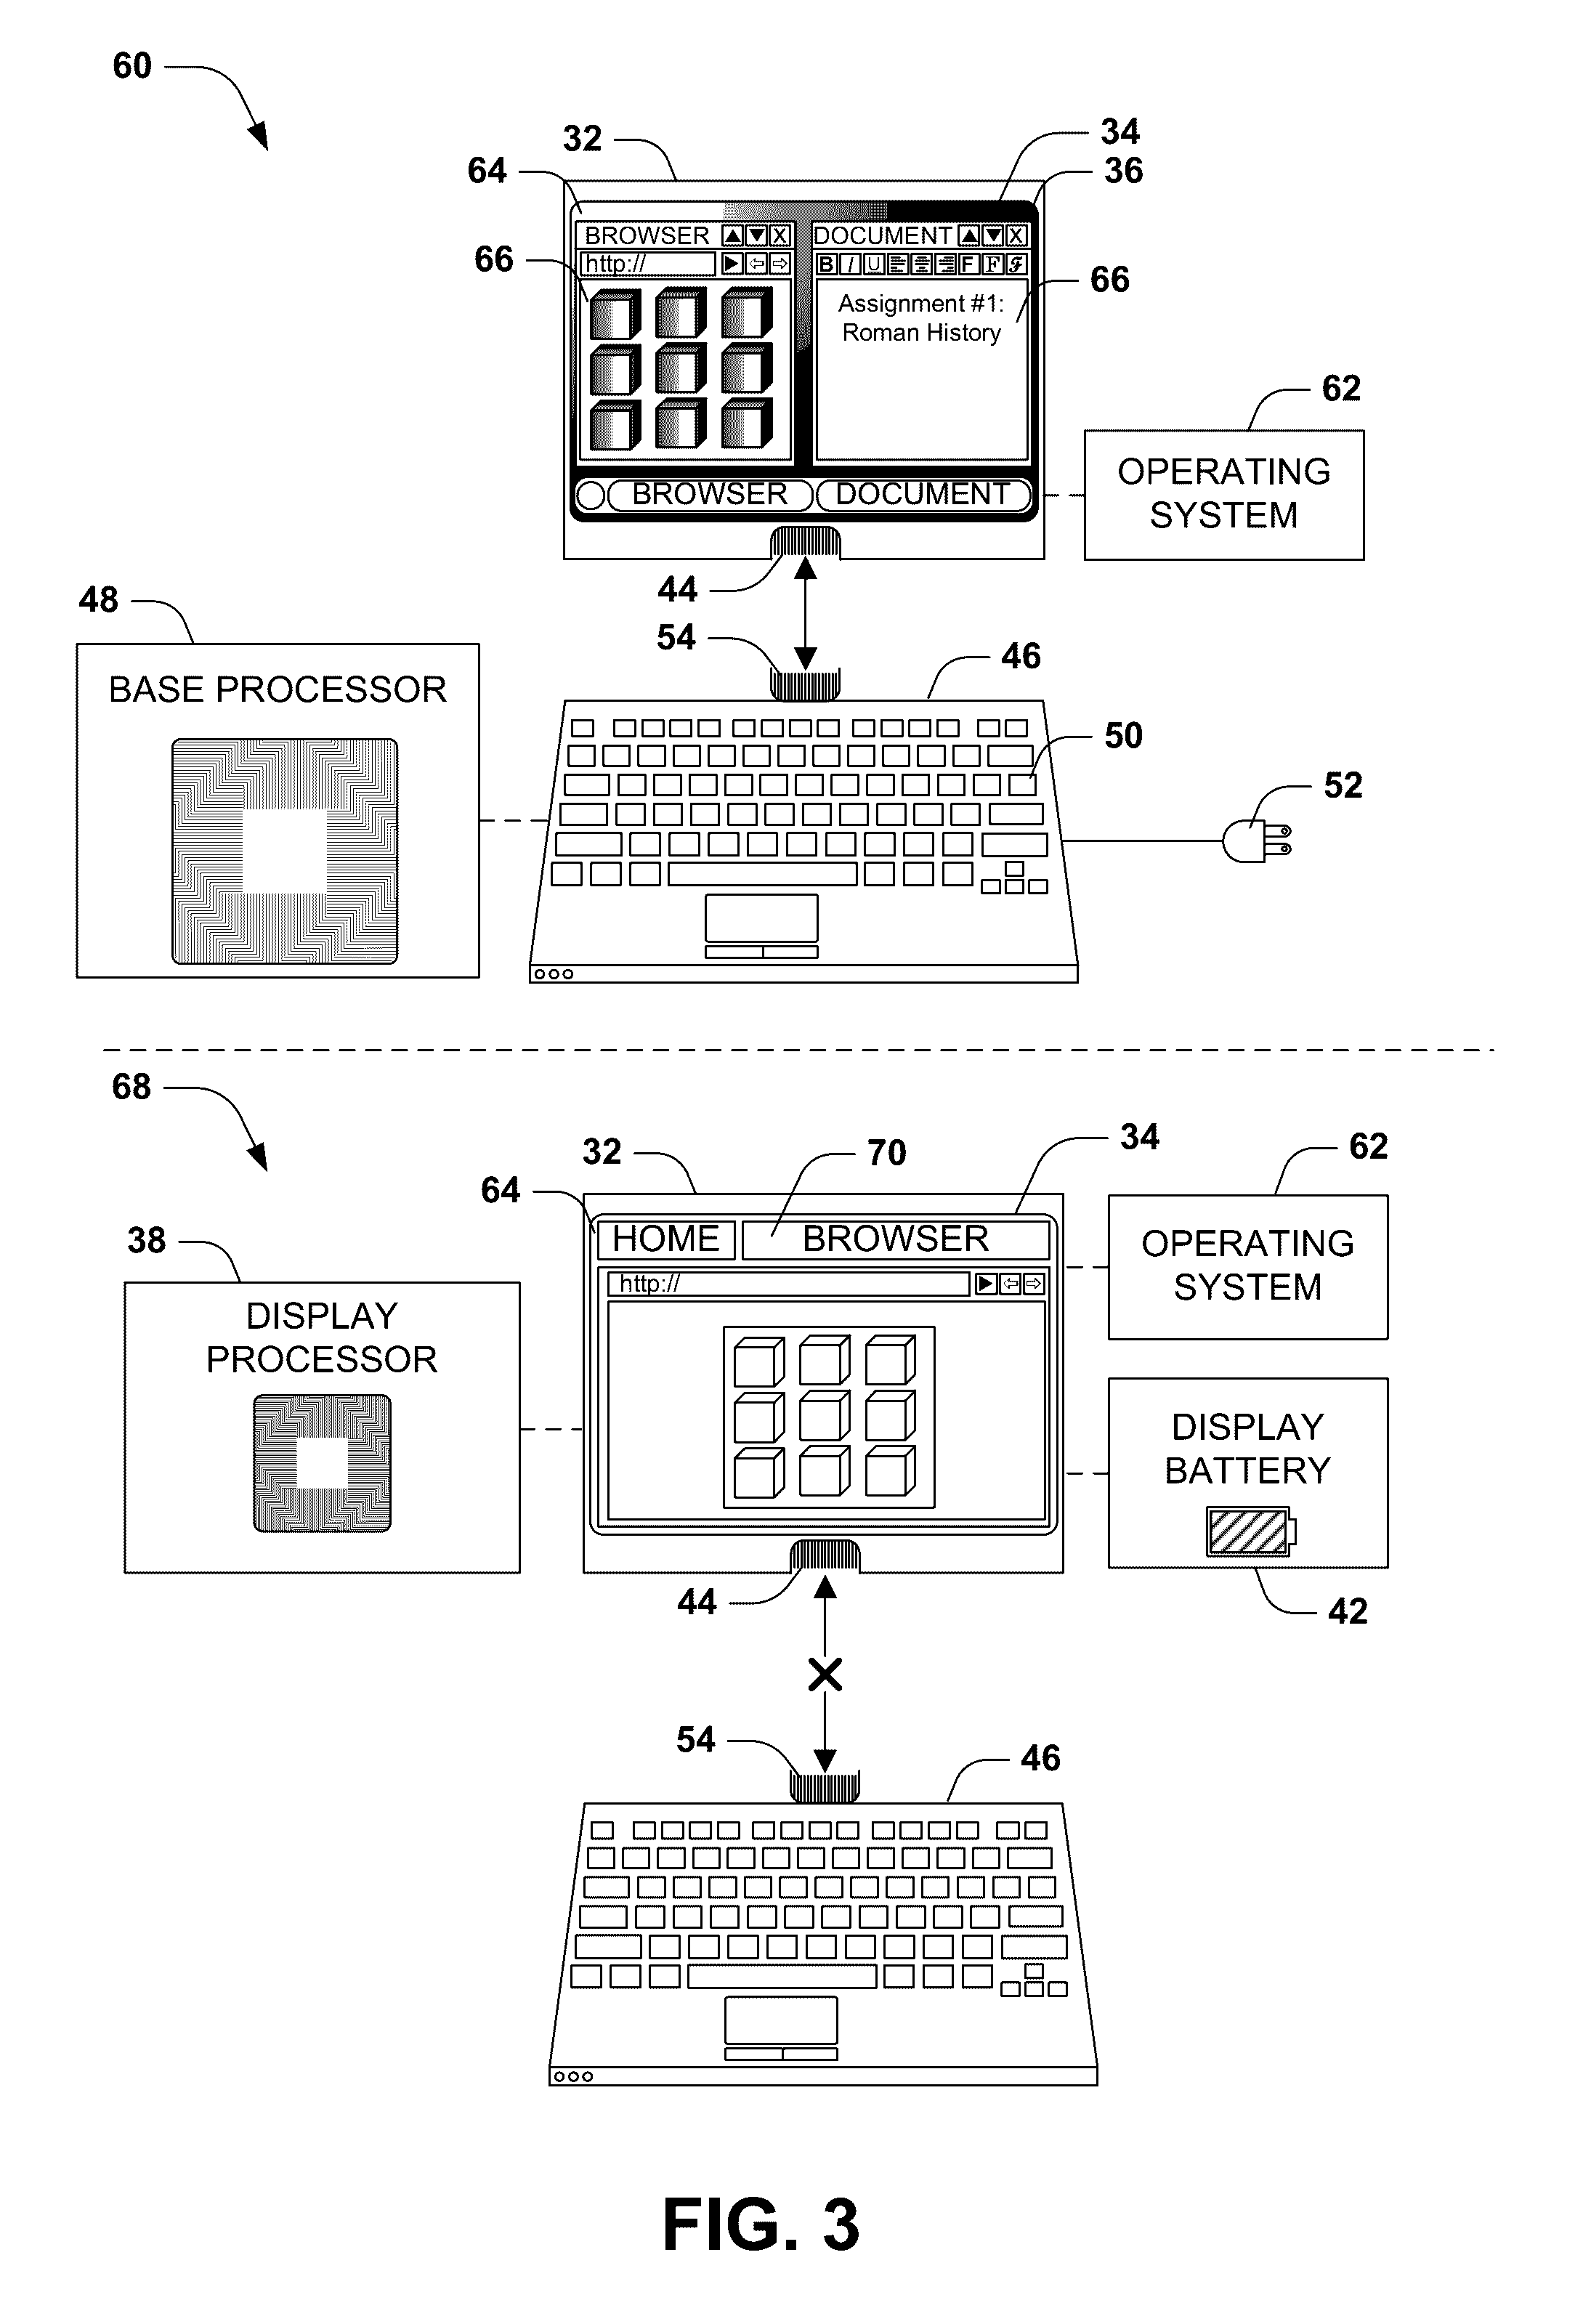 60
32
34
64
36
BROWSER X
DOCUMENT X
66
http://
B I U F F F
66
Assignment #1:
Roman History
62
OPERATING
SYSTEM
BROWSER
DOCUMENT
44
48
54
46
BASE PROCESSOR
50
52
68
32
70
34
62
64
HOME
BROWSER
38
OPERATING
SYSTEM
http://
DISPLAY
PROCESSOR
DISPLAY
BATTERY
44
42
54
46
FIG. 3